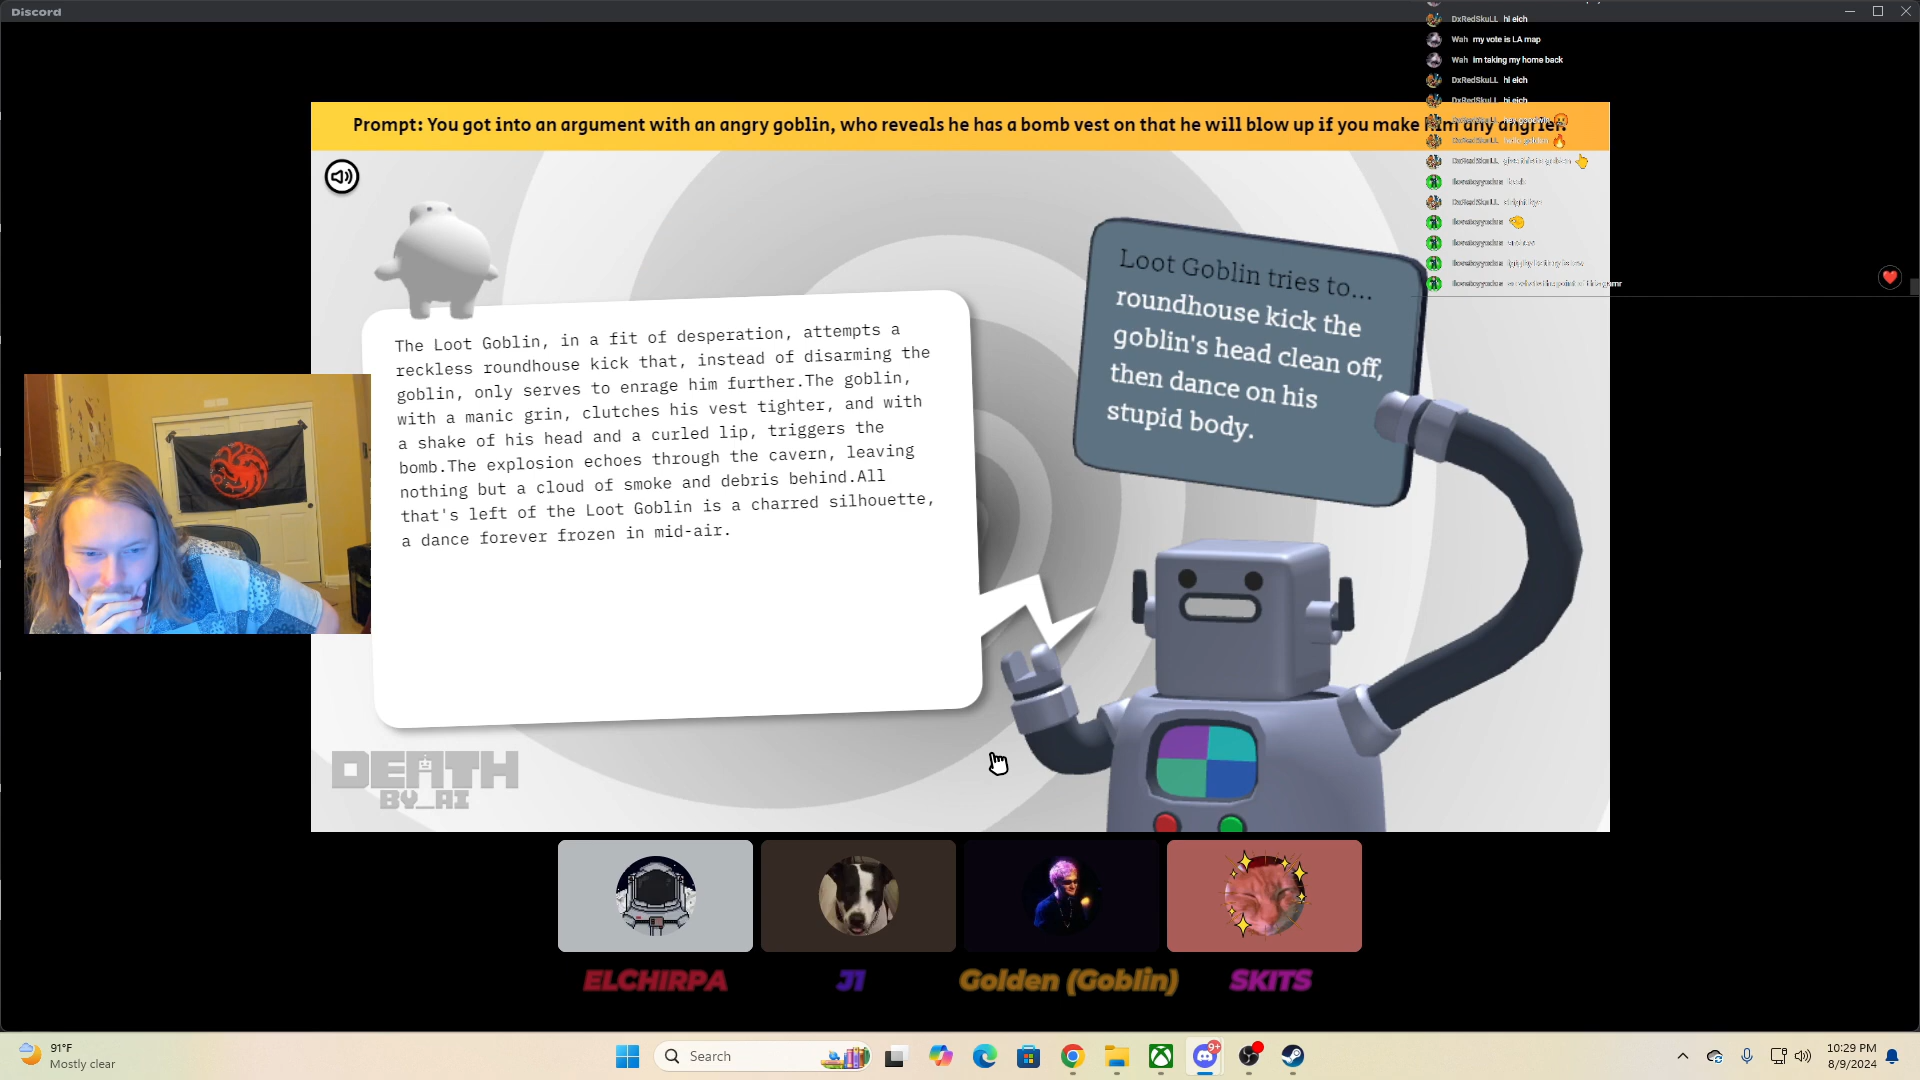 Discord
DxRedSkuLL hi eich
Wah my vote is LA map
Wah im taking my home back
DxRedSkuLL hi eich
DxRedSkuLL hi eich
Prompt: You got into an argument with an angry goblin, who reveals he has a bomb vest on that he will blow up if you make him any angrier.
Loot Goblin tries to...
roundhouse kick the
goblin's head clean off,
then dance on his
stupid body.
The Loot Goblin, in a fit of desperation, attempts a
reckless roundhouse kick that, instead of disarming the
goblin, only serves to enrage him further.The goblin,
with a manic grin, clutches his vest tighter, and with
a shake of his head and a curled lip, triggers the
bomb.The explosion echoes through the cavern, leaving
nothing but a cloud of smoke and debris behind.All
that's left of the Loot Goblin is a charred silhouette,
a dance forever frozen in mid-air.
DEATH
BY_AI
ELCHIRPA
J1
Golden (Goblin)
SKITS
91°F
Mostly clear
Search
9+
10:29 PM
8/9/2024